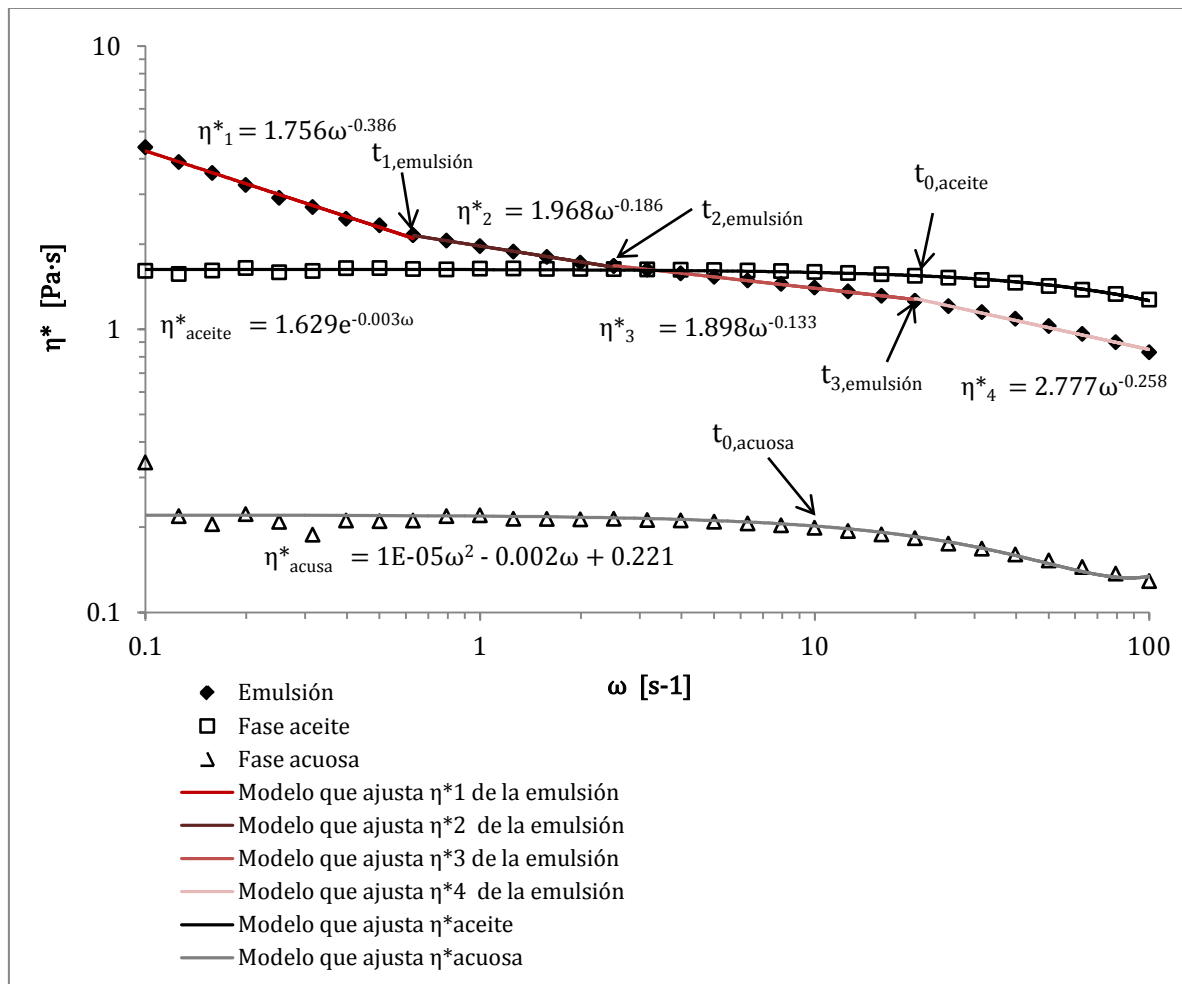 10
η*₁ = 1.756ω^-0.386
t₁,emulsión
η*₂ = 1.968ω^-0.186
t₂,emulsión
t₀,aceite
η* [Pa·s]
1
η*aceite = 1.629e^-0.003ω
η*₃ = 1.898ω^-0.133
t₃,emulsión
η*₄ = 2.777ω^-0.258
t₀,acuosa
η*acusa = 1E-05ω² - 0.002ω + 0.221
0.1
0.1 1 10 100
ω [s-1]
Emulsión
Fase aceite
Fase acuosa
Modelo que ajusta η*1 de la emulsión
Modelo que ajusta η*2 de la emulsión
Modelo que ajusta η*3 de la emulsión
Modelo que ajusta η*4 de la emulsión
Modelo que ajusta η*aceite
Modelo que ajusta η*acuosa